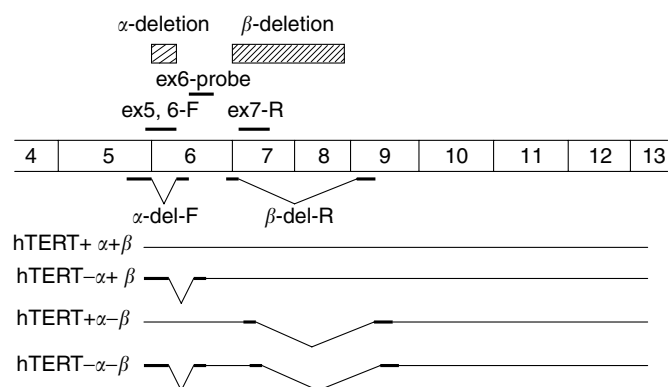 α-deletion β-deletion
ex6-probe
ex5, 6-F ex7-R
4 5 6 7 8 9 10 11 12 13
α-del-F β-del-R
hTERT+ α+β
hTERT−α+ β
hTERT+α−β
hTERT−α−β